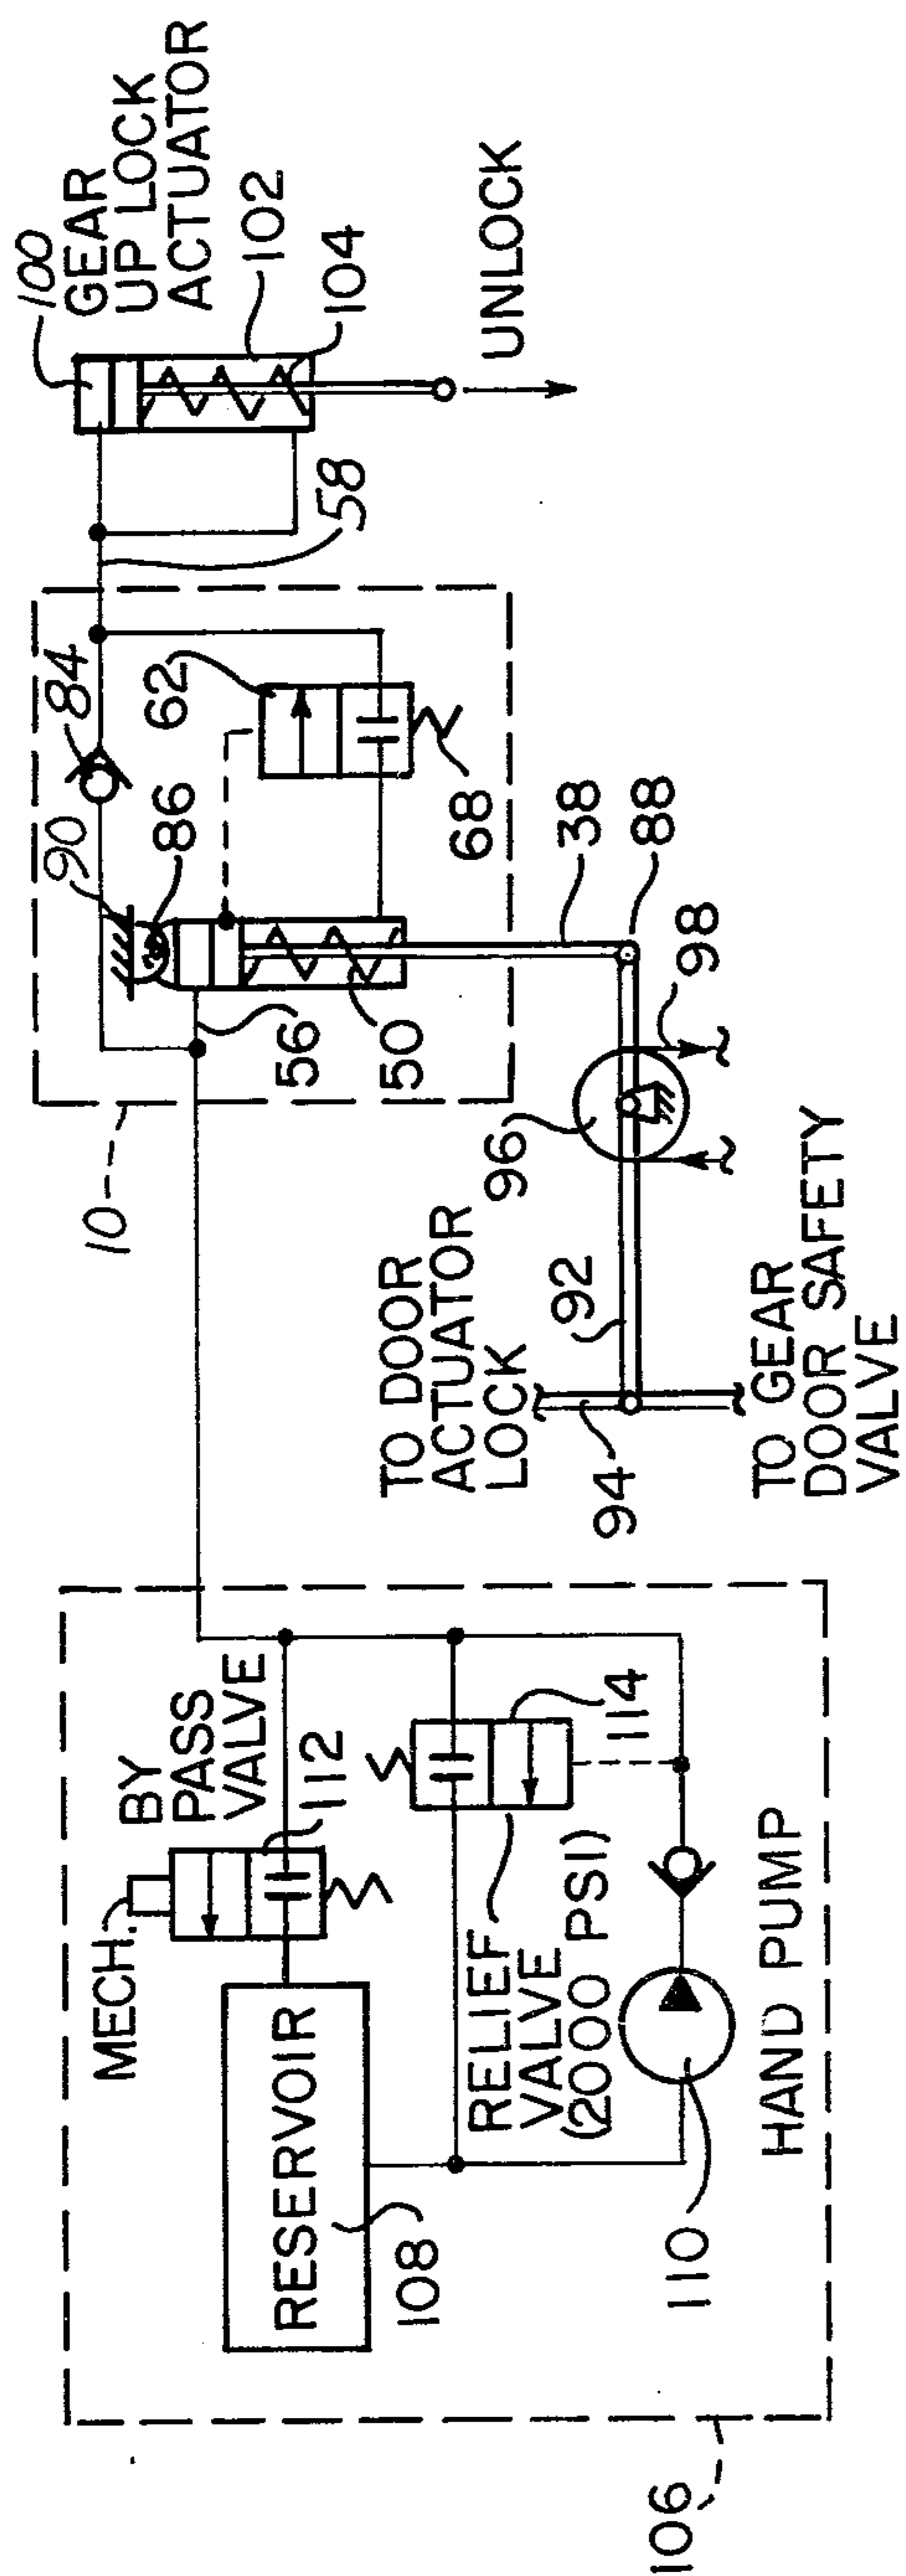 100
GEAR
UP LOCK
ACTUATOR
102
104
UNLOCK
58
84
62
90
86
68
56
50
38
88
98
96
10
TO DOOR
ACTUATOR
LOCK
92
94
TO GEAR
DOOR SAFETY
VALVE
BY
PASS
VALVE
112
MECH.
114
RELIEF
VALVE
(2000 PSI)
RESERVOIR
108
110
HAND PUMP
106